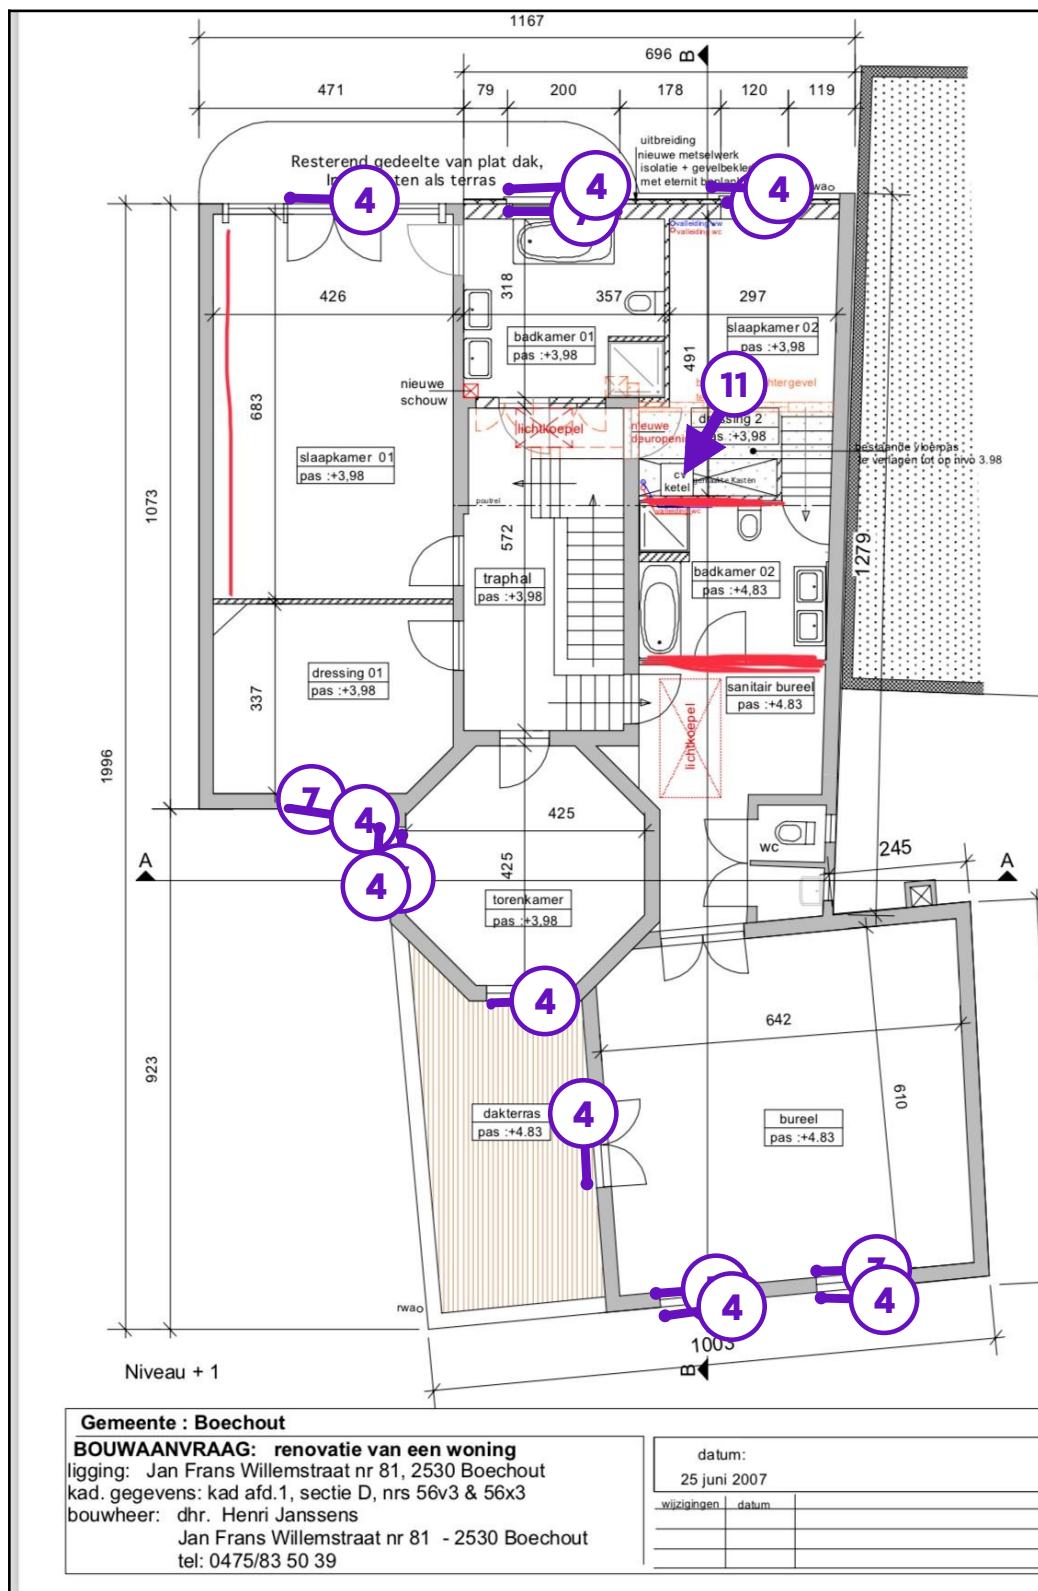 1167
696
B
471
79
200
178
120
119
uitbreiding
nieuwe metselwerk
Resterend gedeelte van plat dak,
als terras
4
4
4
426
318
357
297
491
badkamer 01
pas :+3,98
slaapkamer 02
pas :+3,98
nieuwe
schouw
11
683
lichtkoepel
nieuwe
dressing 2
pas :+3,98
bestaande vloerpas
te verlagen tot op nivo 3.98
slaapkamer 01
pas :+3,98
cv
ketel
poutrel
1073
572
1279
traphal
pas :+3,98
badkamer 02
pas :+4,83
dressing 01
pas :+3,98
337
sanitair bureel
pas :+4.83
lichtkoepel
1996
7
4
425
wc
245
A
A
4
425
torenkamer
pas :+3,98
4
642
923
610
4
dakterras
pas :+4.83
bureel
pas :+4.83
7
4
4
rwa
1003
B
Niveau + 1
Gemeente : Boechout
BOUWAANVRAAG: renovatie van een woning
ligging: Jan Frans Willemstraat nr 81, 2530 Boechout
kad. gegevens: kad afd.1, sectie D, nrs 56v3 & 56x3
bouwheer: dhr. Henri Janssens
Jan Frans Willemstraat nr 81 - 2530 Boechout
tel: 0475/83 50 39
datum:
25 juni 2007
wijzigingen datum